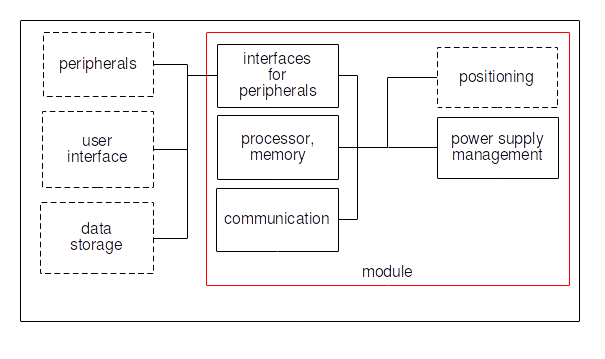 peripherals
user
interface
data
storage
interfaces
for
peripherals
processor,
memory
communication
positioning
power supply
management
module